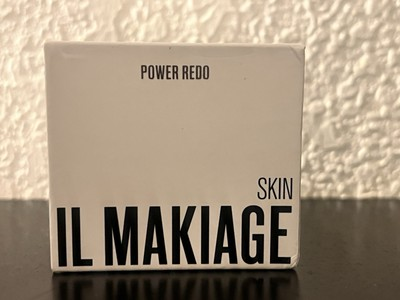 POWER REDO
SKIN
IL MAKIAGE